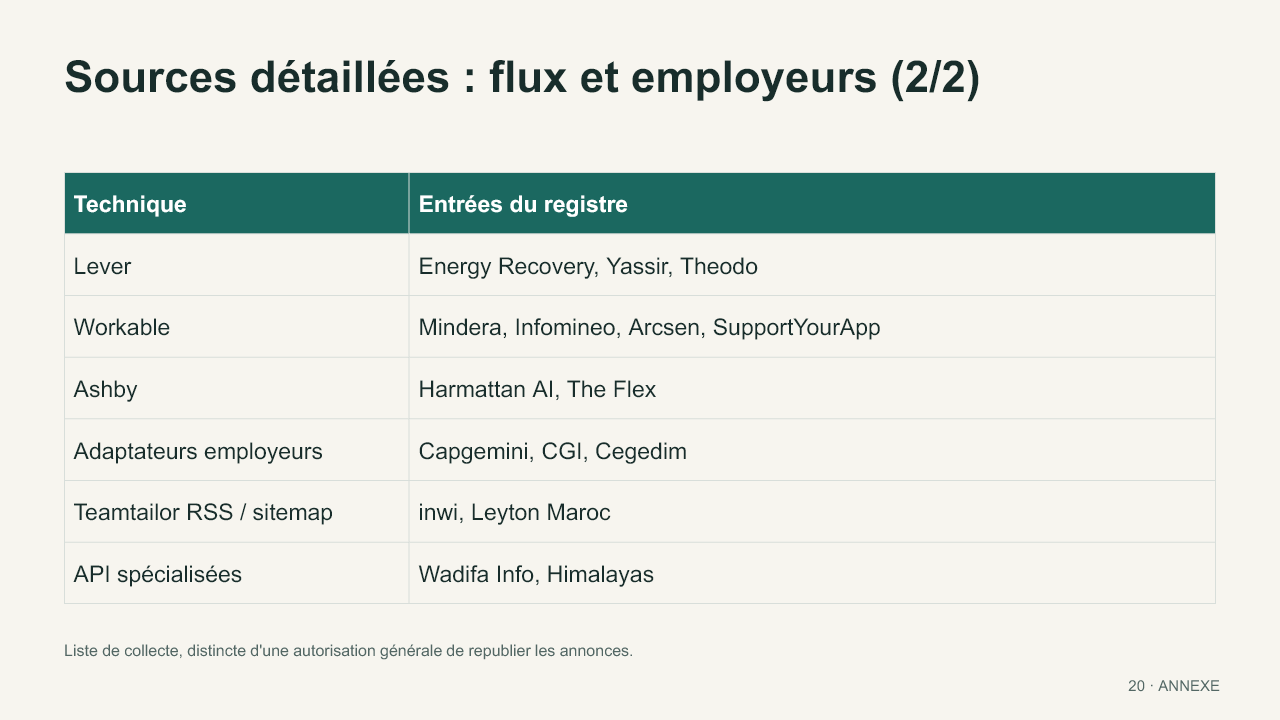 Sources détaillées : flux et employeurs (2/2)
Technique
Entrées du registre
Lever
Energy Recovery, Yassir, Theodo
Workable
Mindera, Infomineo, Arcsen, SupportYourApp
Ashby
Harmattan AI, The Flex
Adaptateurs employeurs
Capgemini, CGI, Cegedim
Teamtailor RSS / sitemap
inwi, Leyton Maroc
API spécialisées
Wadifa Info, Himalayas
Liste de collecte, distincte d'une autorisation générale de republier les annonces.
20 · ANNEXE